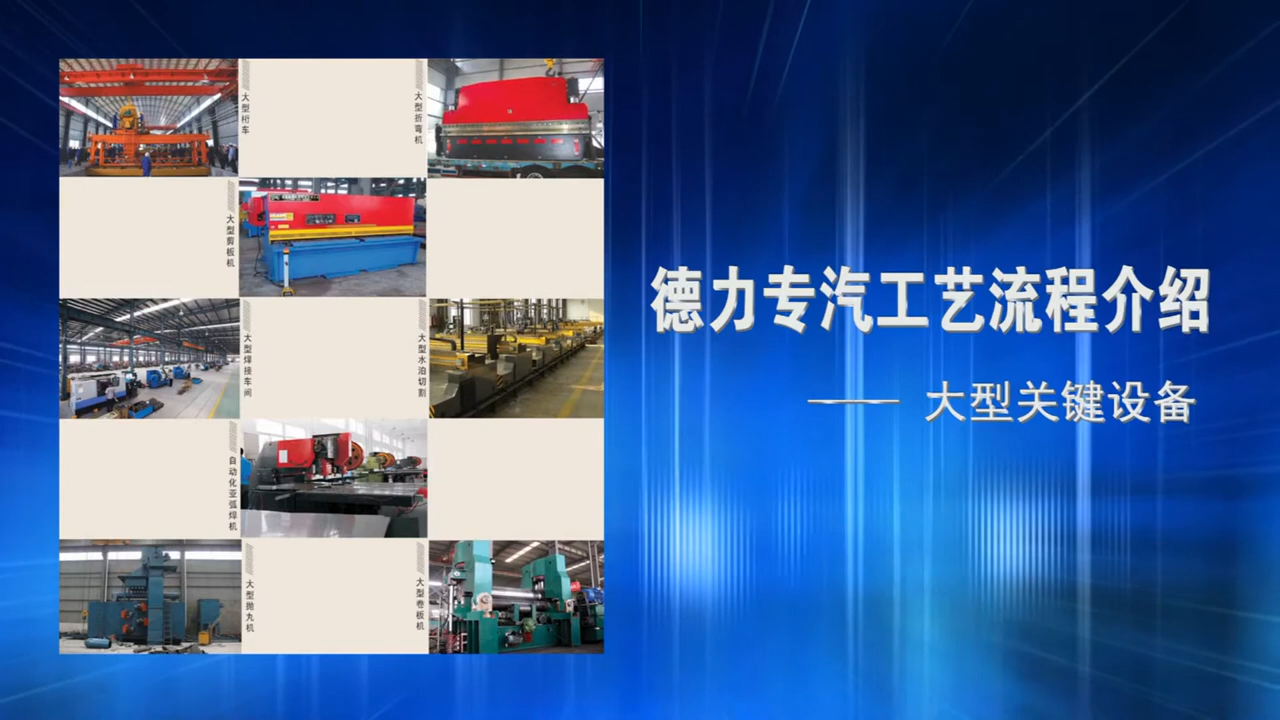 大型桁车
大型折弯机
大型剪板机
大型焊接车间
大型水泊切割
自动化亚弧焊机
大型抛丸机
大型卷板机
德力专汽工艺流程介绍
—— 大型关键设备